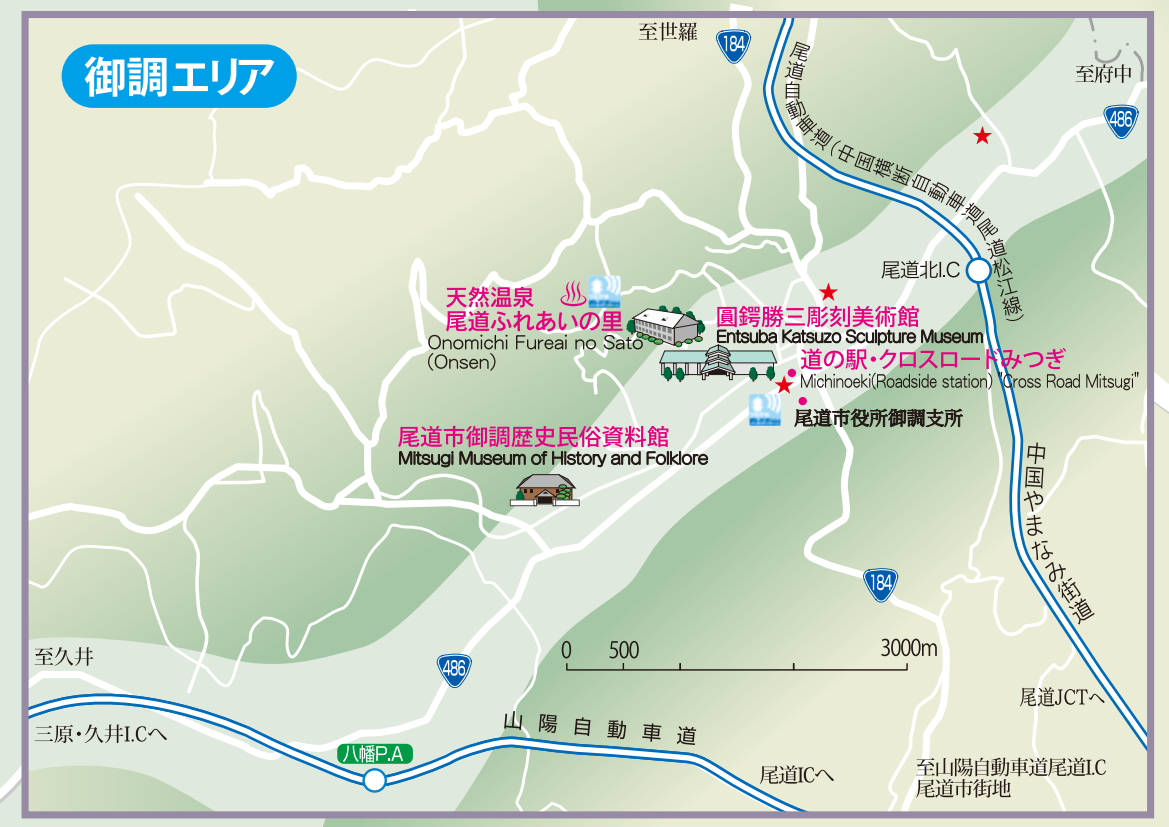 御調エリア
至世羅
184
至府中
486
尾道自動車道(中国横断自動車道尾道松江線)
尾道北I.C
天然温泉
尾道ふれあいの里
Onomichi Fureai no Sato
(Onsen)
圓鍔勝三彫刻美術館
Entsuba Katsuzo Sculpture Museum
道の駅・クロスロードみつぎ
Michinoeki(Roadside station) "Cross Road Mitsugi"
尾道市役所御調支所
尾道市御調歴史民俗資料館
Mitsugi Museum of History and Folklore
中国やまなみ街道
184
0 500 3000m
至久井
486
三原・久井I.Cへ
八幡P.A
山陽自動車道
尾道JCTへ
尾道ICへ
至山陽自動車道尾道I.C
尾道市街地